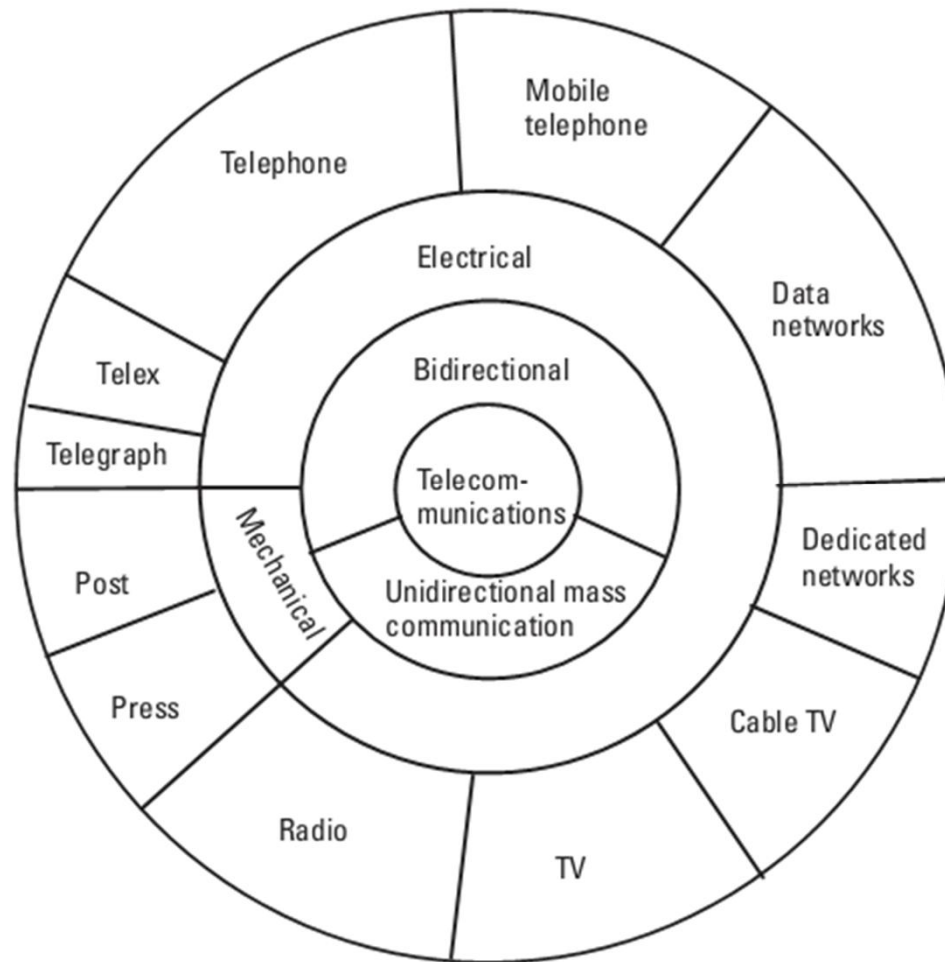 Mobile
telephone
Telephone
Electrical
Data
networks
Bidirectional
Telex
Telegraph
Telecom-
munications
Mechanical
Dedicated
networks
Post
Unidirectional mass
communication
Press
Cable TV
Radio
TV